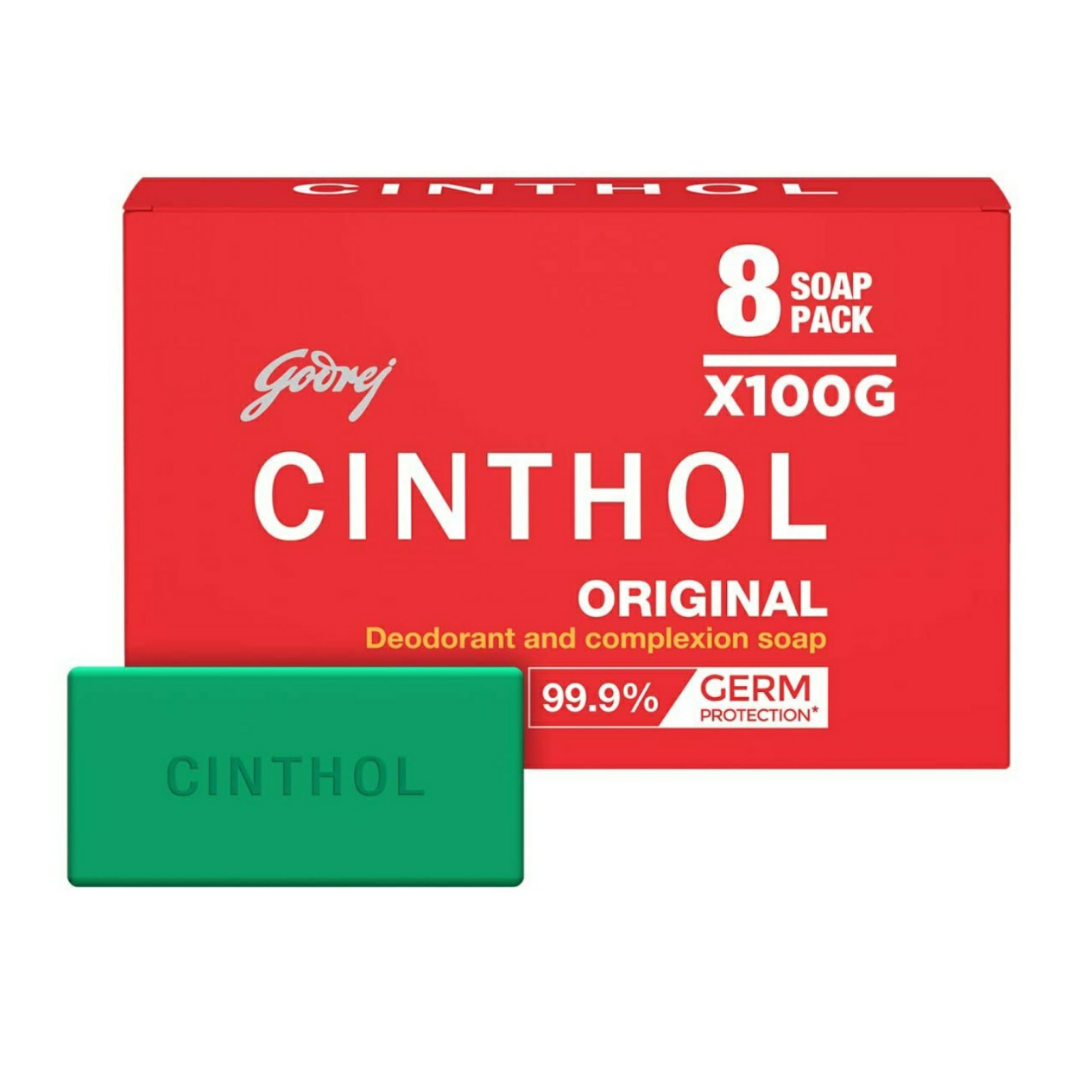 CINTHOL
8 SOAP
PACK
X100G
Godrej
CINTHOL
ORIGINAL
Deodorant and complexion soap
99.9% GERM
PROTECTION*
CINTHOL